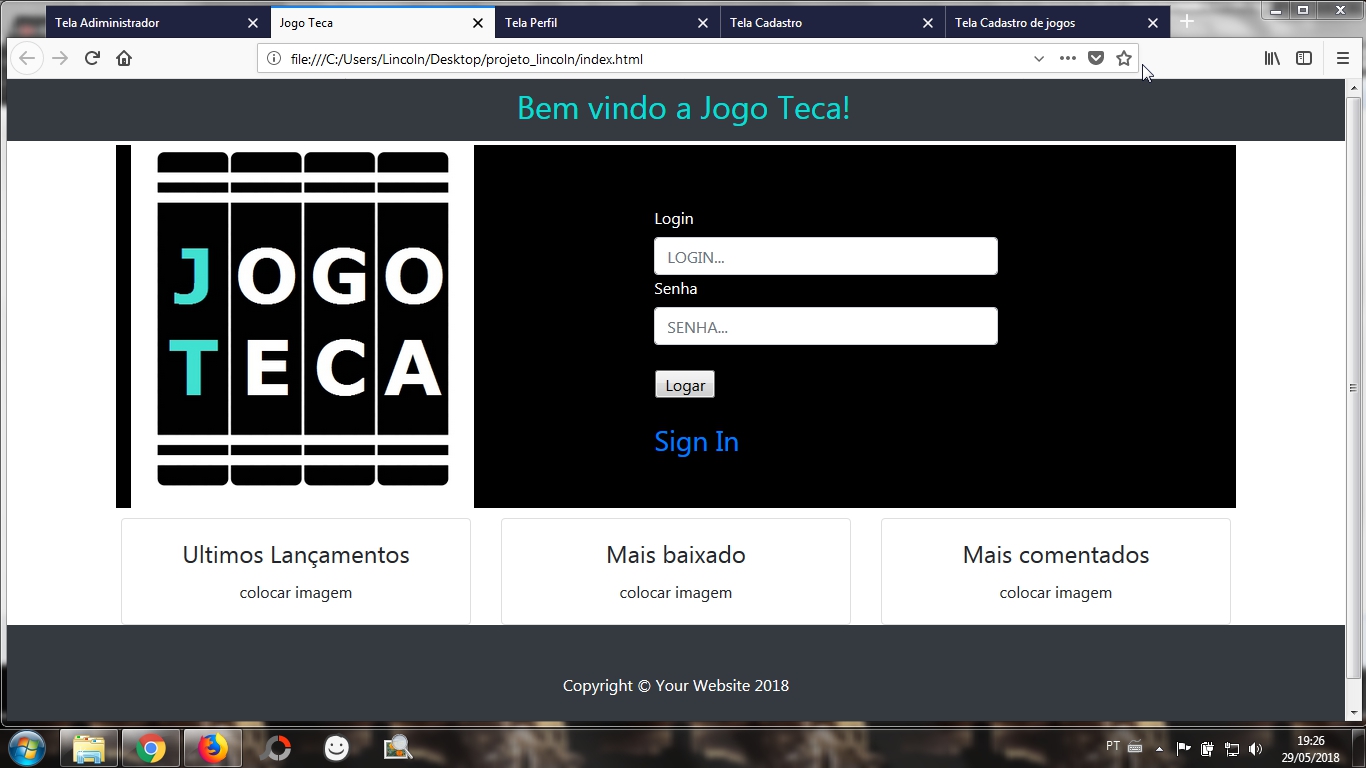 Tela Adiministrador
Jogo Teca
Tela Perfil
Tela Cadastro
Tela Cadastro de jogos
file:///C:/Users/Lincoln/Desktop/projeto_lincoln/index.html
Bem vindo a Jogo Teca!
JOGO
TECA
Login
LOGIN...
Senha
SENHA...
Logar
Sign In
Ultimos Lançamentos
colocar imagem
Mais baixado
colocar imagem
Mais comentados
colocar imagem
Copyright © Your Website 2018
PT
19:26
29/05/2018